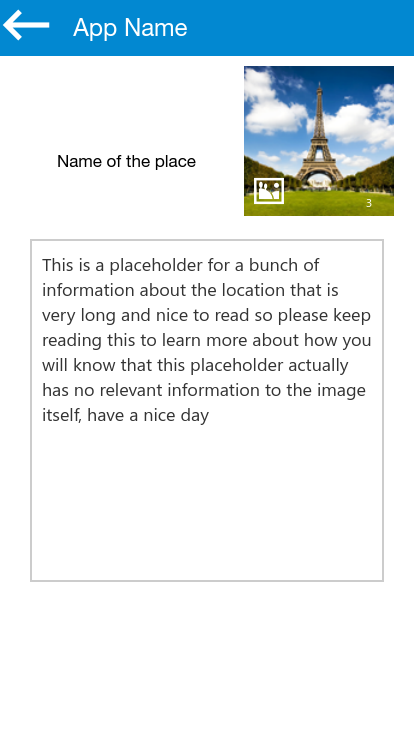 App Name
Name of the place
3
This is a placeholder for a bunch of
information about the location that is
very long and nice to read so please keep
reading this to learn more about how you
will know that this placeholder actually
has no relevant information to the image
itself, have a nice day